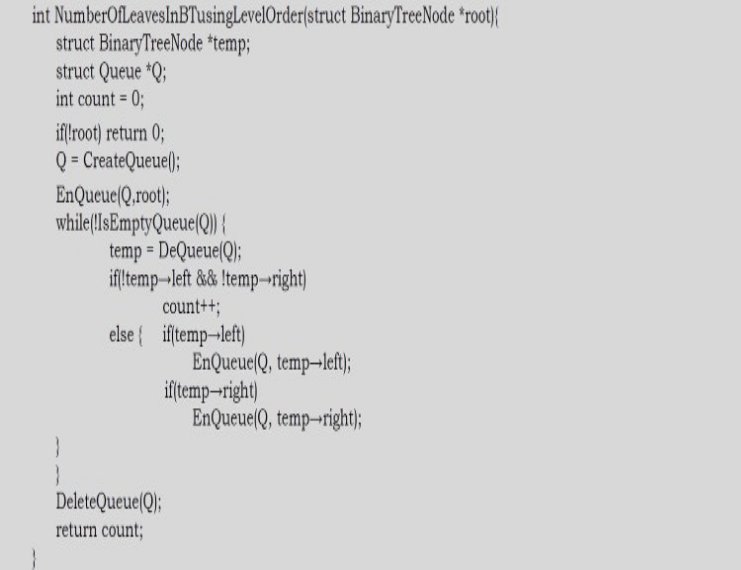 int NumberOfLeavesInBTusingLevelOrder(struct BinaryTreeNode *root){
struct BinaryTreeNode *temp;
struct Queue *Q;
int count = 0;
if(!root) return 0;
Q = CreateQueue();
EnQueue(Q,root);
while(!IsEmptyQueue(Q)) {
temp = DeQueue(Q);
if(!temp→left && !temp→right)
count++;
else { if(temp→left)
EnQueue(Q, temp→left);
if(temp→right)
EnQueue(Q, temp→right);
}
}
DeleteQueue(Q);
return count;
}